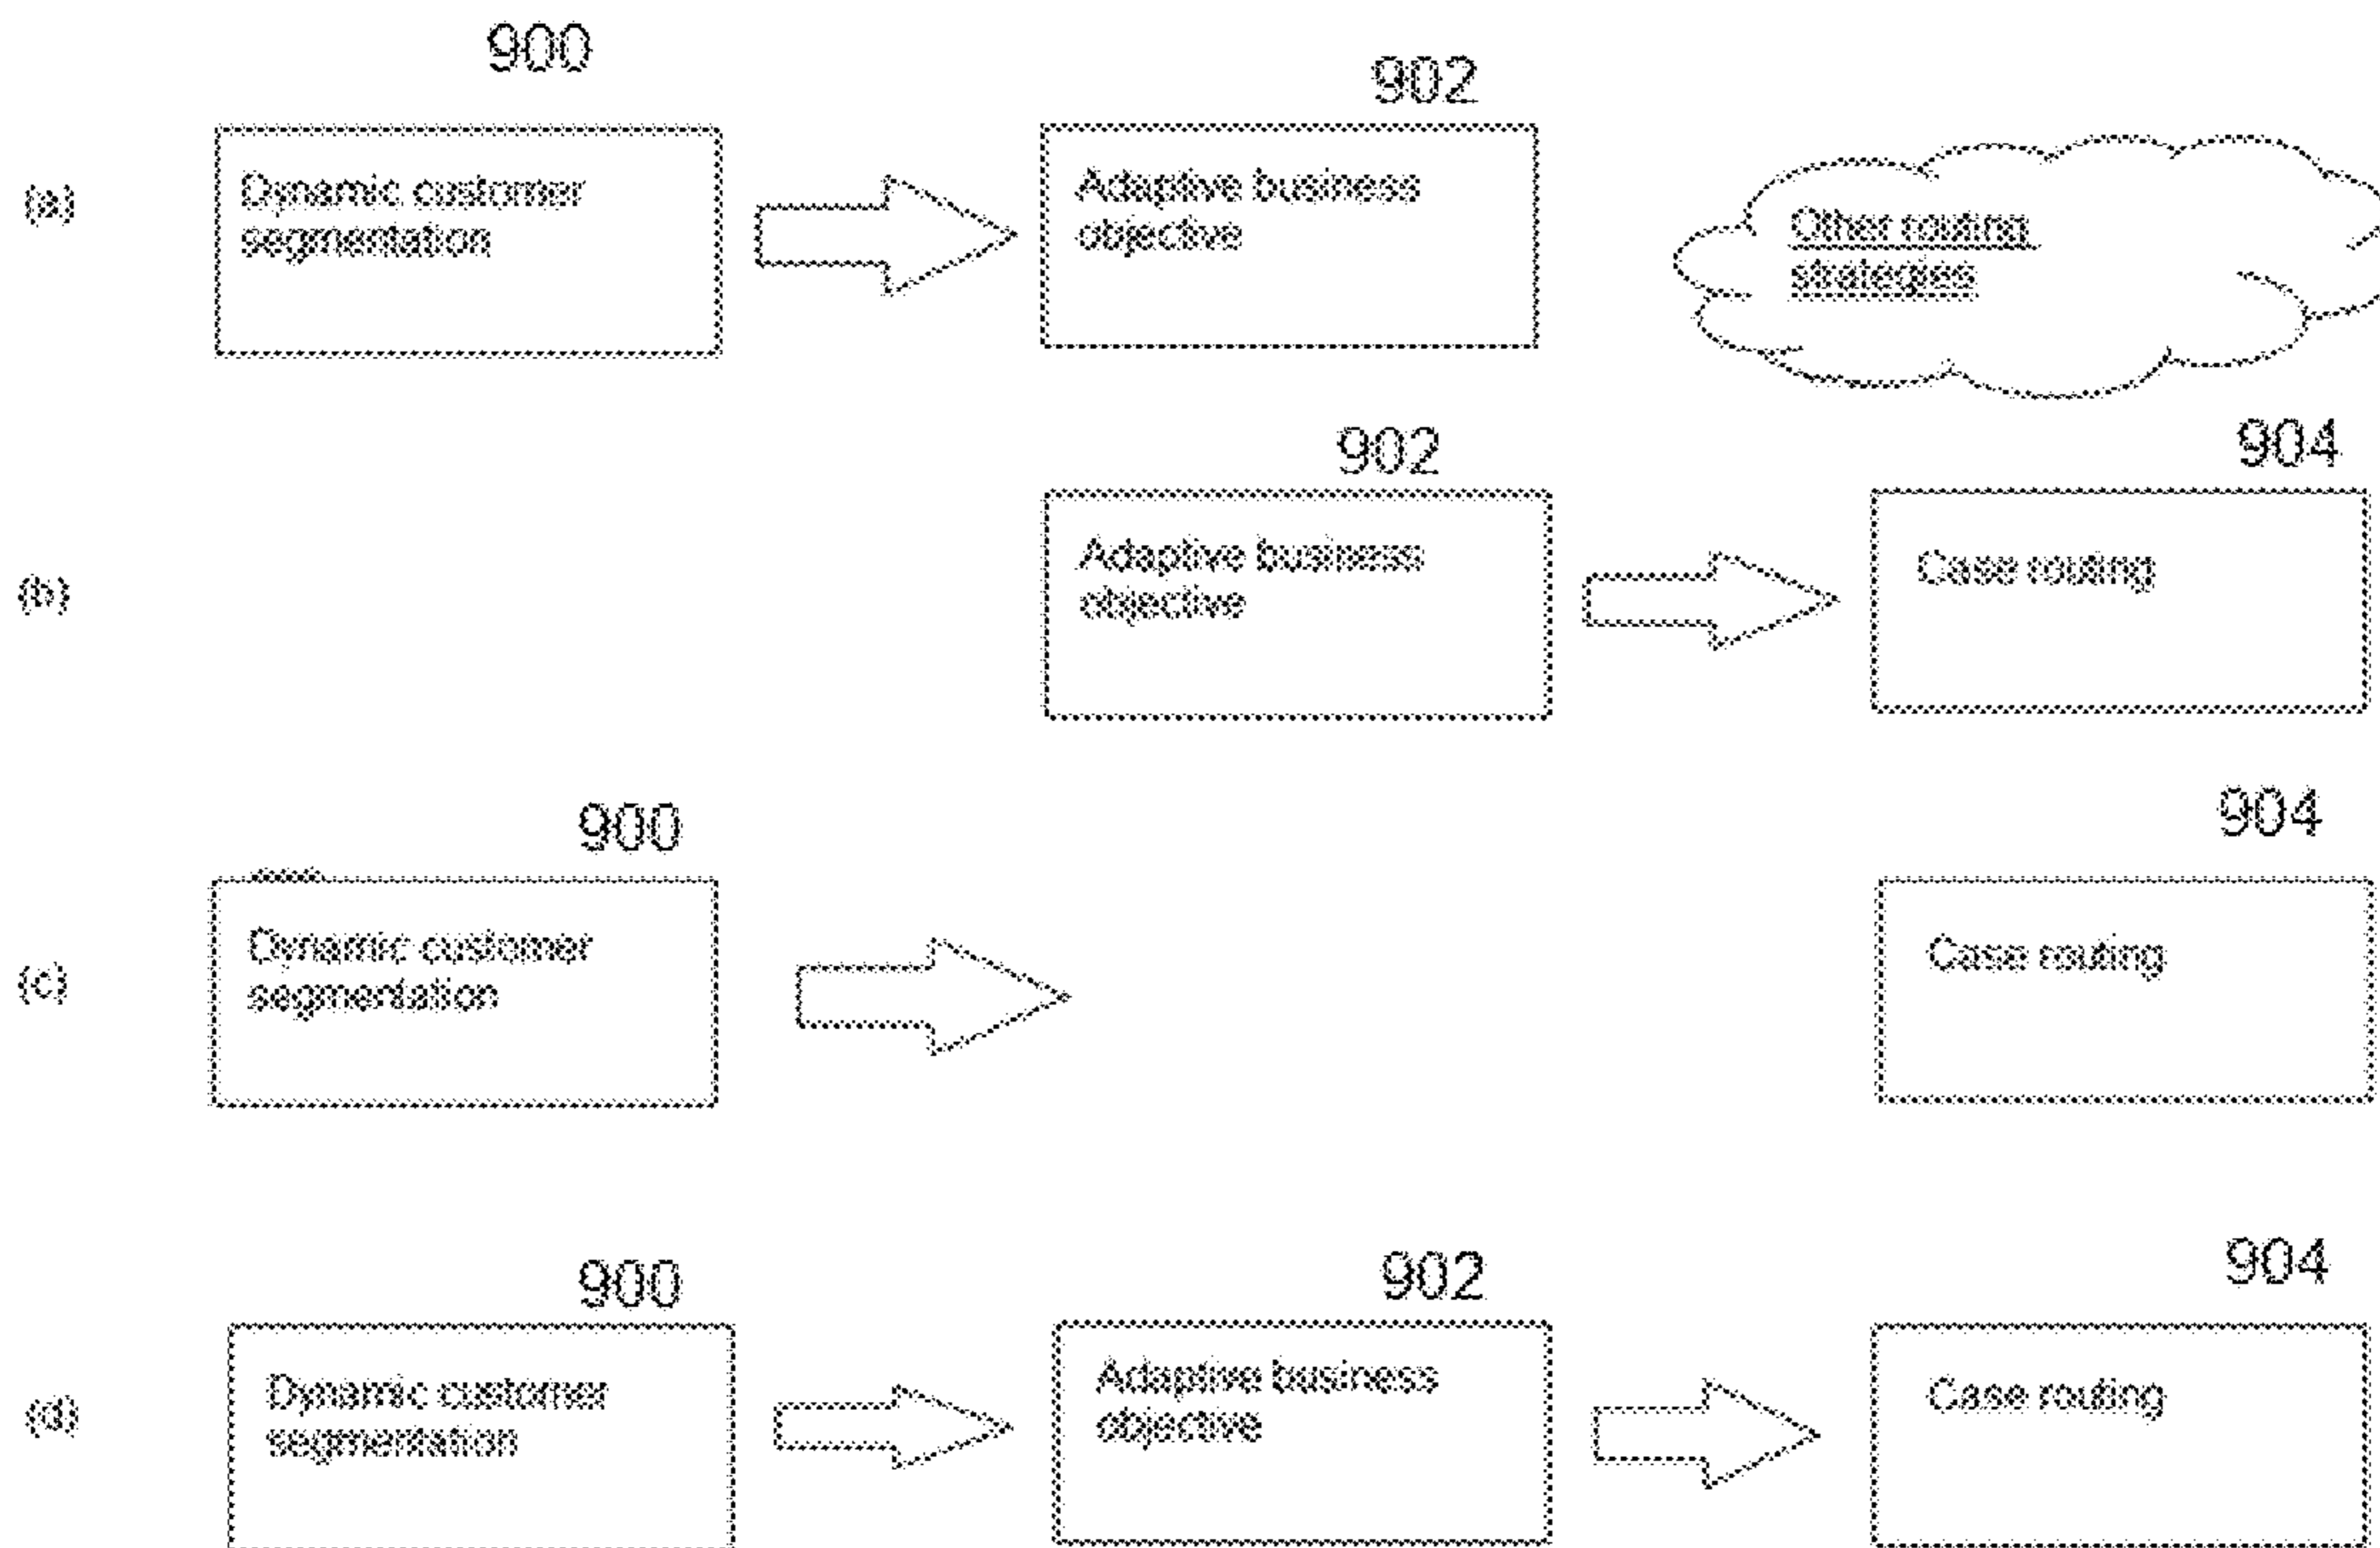 900
902
(a)
Dynamic customer
segmentation
Adaptive business
objective
Other routing
strategies
902
904
(b)
Adaptive business
objective
Case routing
900
904
(c)
Dynamic customer
segmentation
Case routing
900
902
904
(d)
Dynamic customer
segmentation
Adaptive business
objective
Case routing